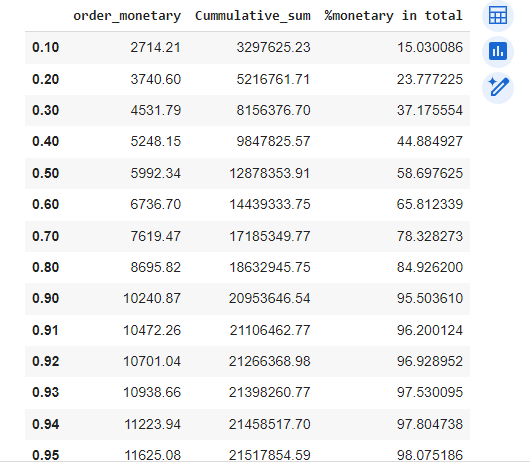 order_monetary Cummulative_sum %monetary in total
0.10 2714.21 3297625.23 15.030086
0.20 3740.60 5216761.71 23.777225
0.30 4531.79 8156376.70 37.175554
0.40 5248.15 9847825.57 44.884927
0.50 5992.34 12878353.91 58.697625
0.60 6736.70 14439333.75 65.812339
0.70 7619.47 17185349.77 78.328273
0.80 8695.82 18632945.75 84.926200
0.90 10240.87 20953646.54 95.503610
0.91 10472.26 21106462.77 96.200124
0.92 10701.04 21266368.98 96.928952
0.93 10938.66 21398260.77 97.530095
0.94 11223.94 21458517.70 97.804738
0.95 11625.08 21517854.59 98.075186